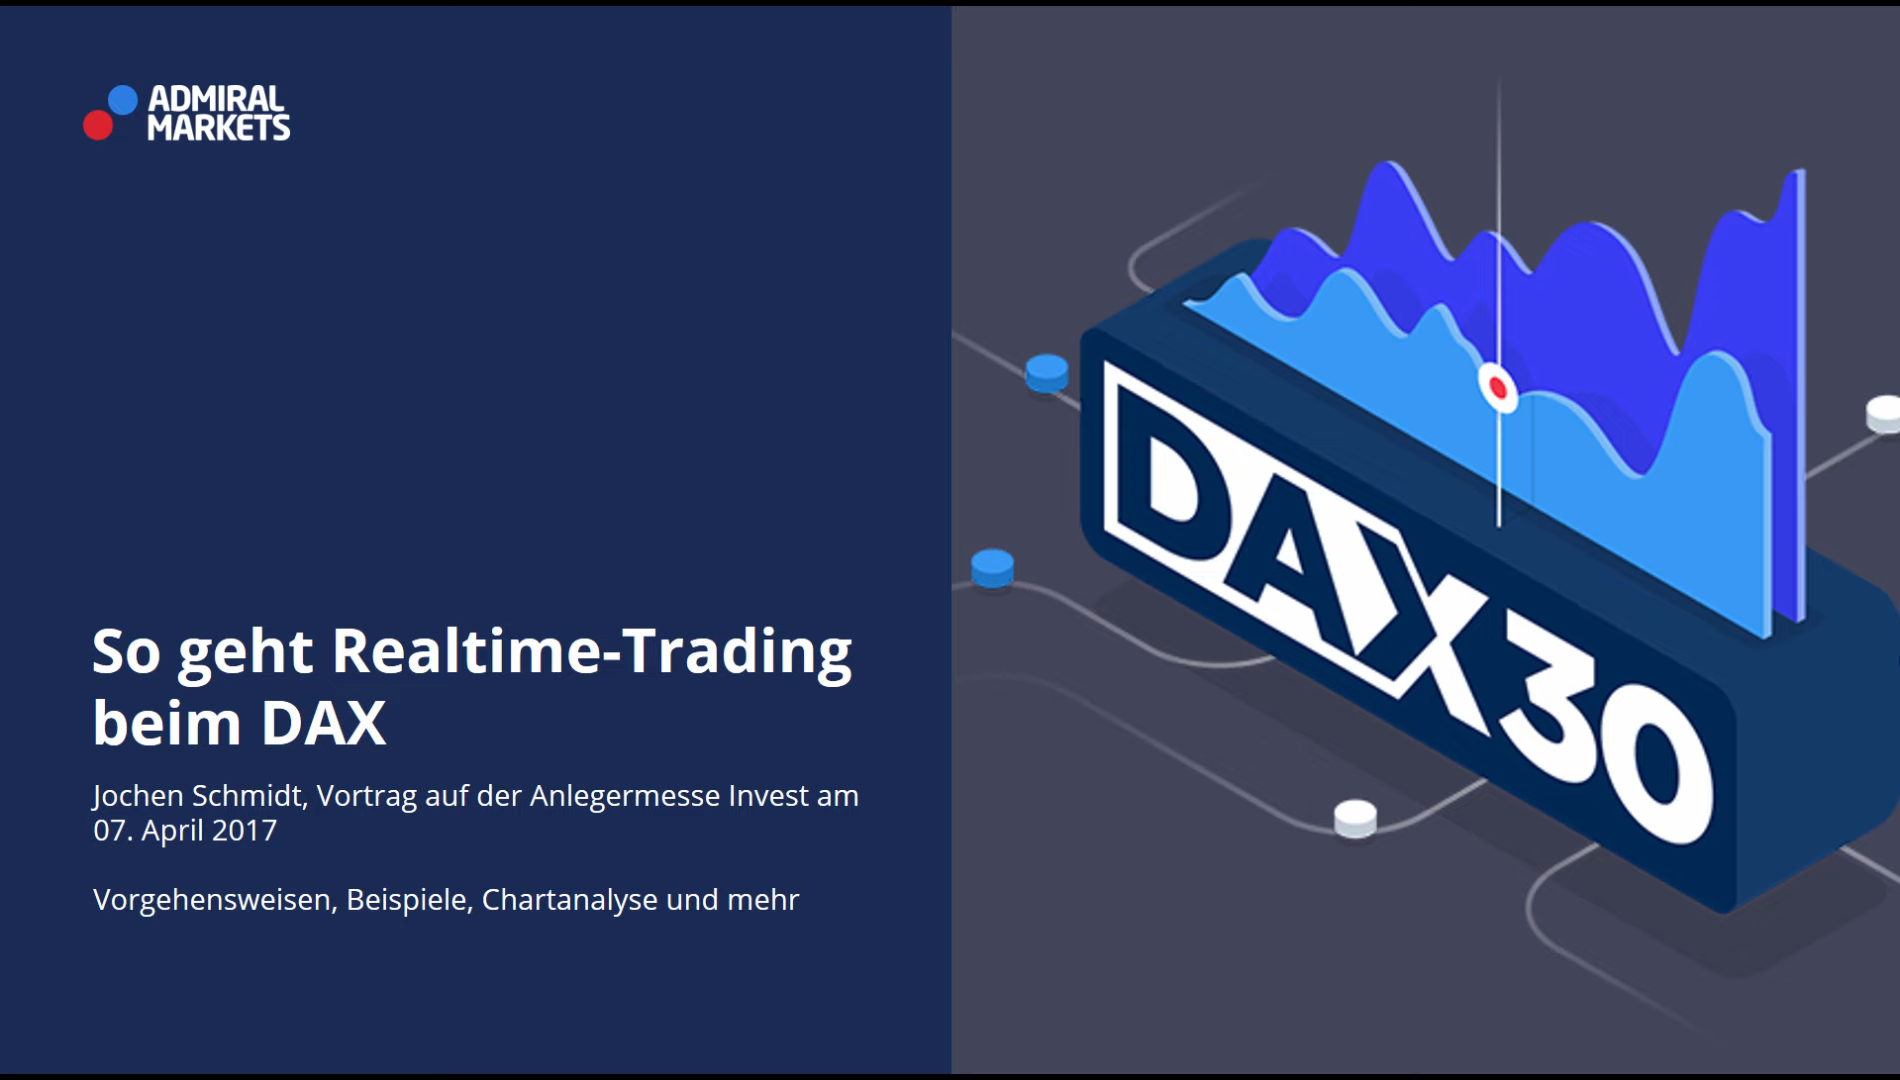 ADMIRAL
MARKETS
So geht Realtime-Trading
beim DAX
Jochen Schmidt, Vortrag auf der Anlegermesse Invest am
07. April 2017
Vorgehensweisen, Beispiele, Chartanalyse und mehr
DAX30